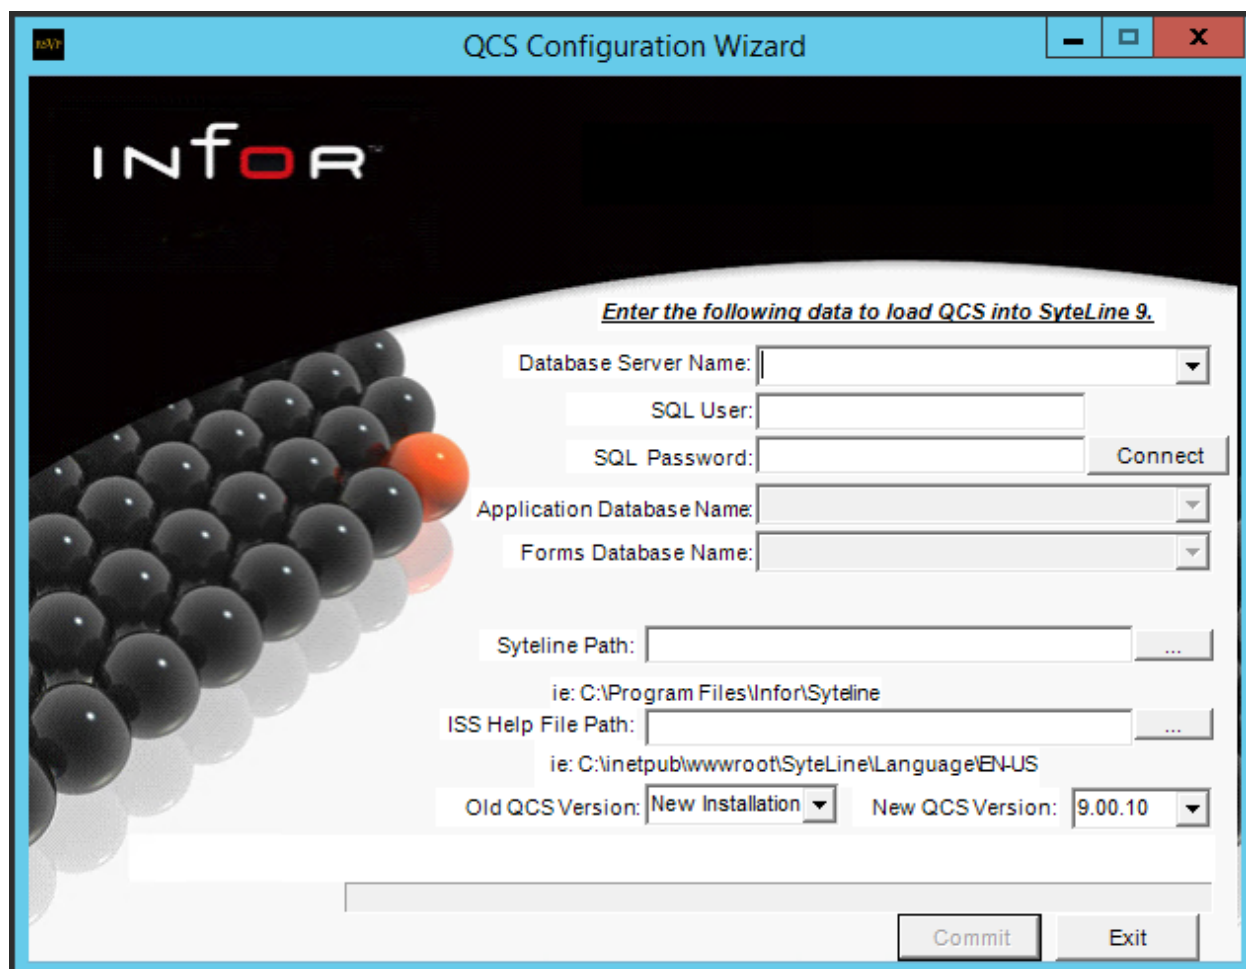 QCS Configuration Wizard
INfOR™
Enter the following data to load QCS into SyteLine 9.
Database Server Name:
SQL User:
SQL Password:
Connect
Application Database Name:
Forms Database Name:
Syteline Path:
...
ie: C:\Program Files\Infor\Syteline
ISS Help File Path:
...
ie: C:\inetpub\wwwroot\SyteLine\Language\EN-US
Old QCS Version: New Installation New QCS Version: 9.00.10
Commit Exit